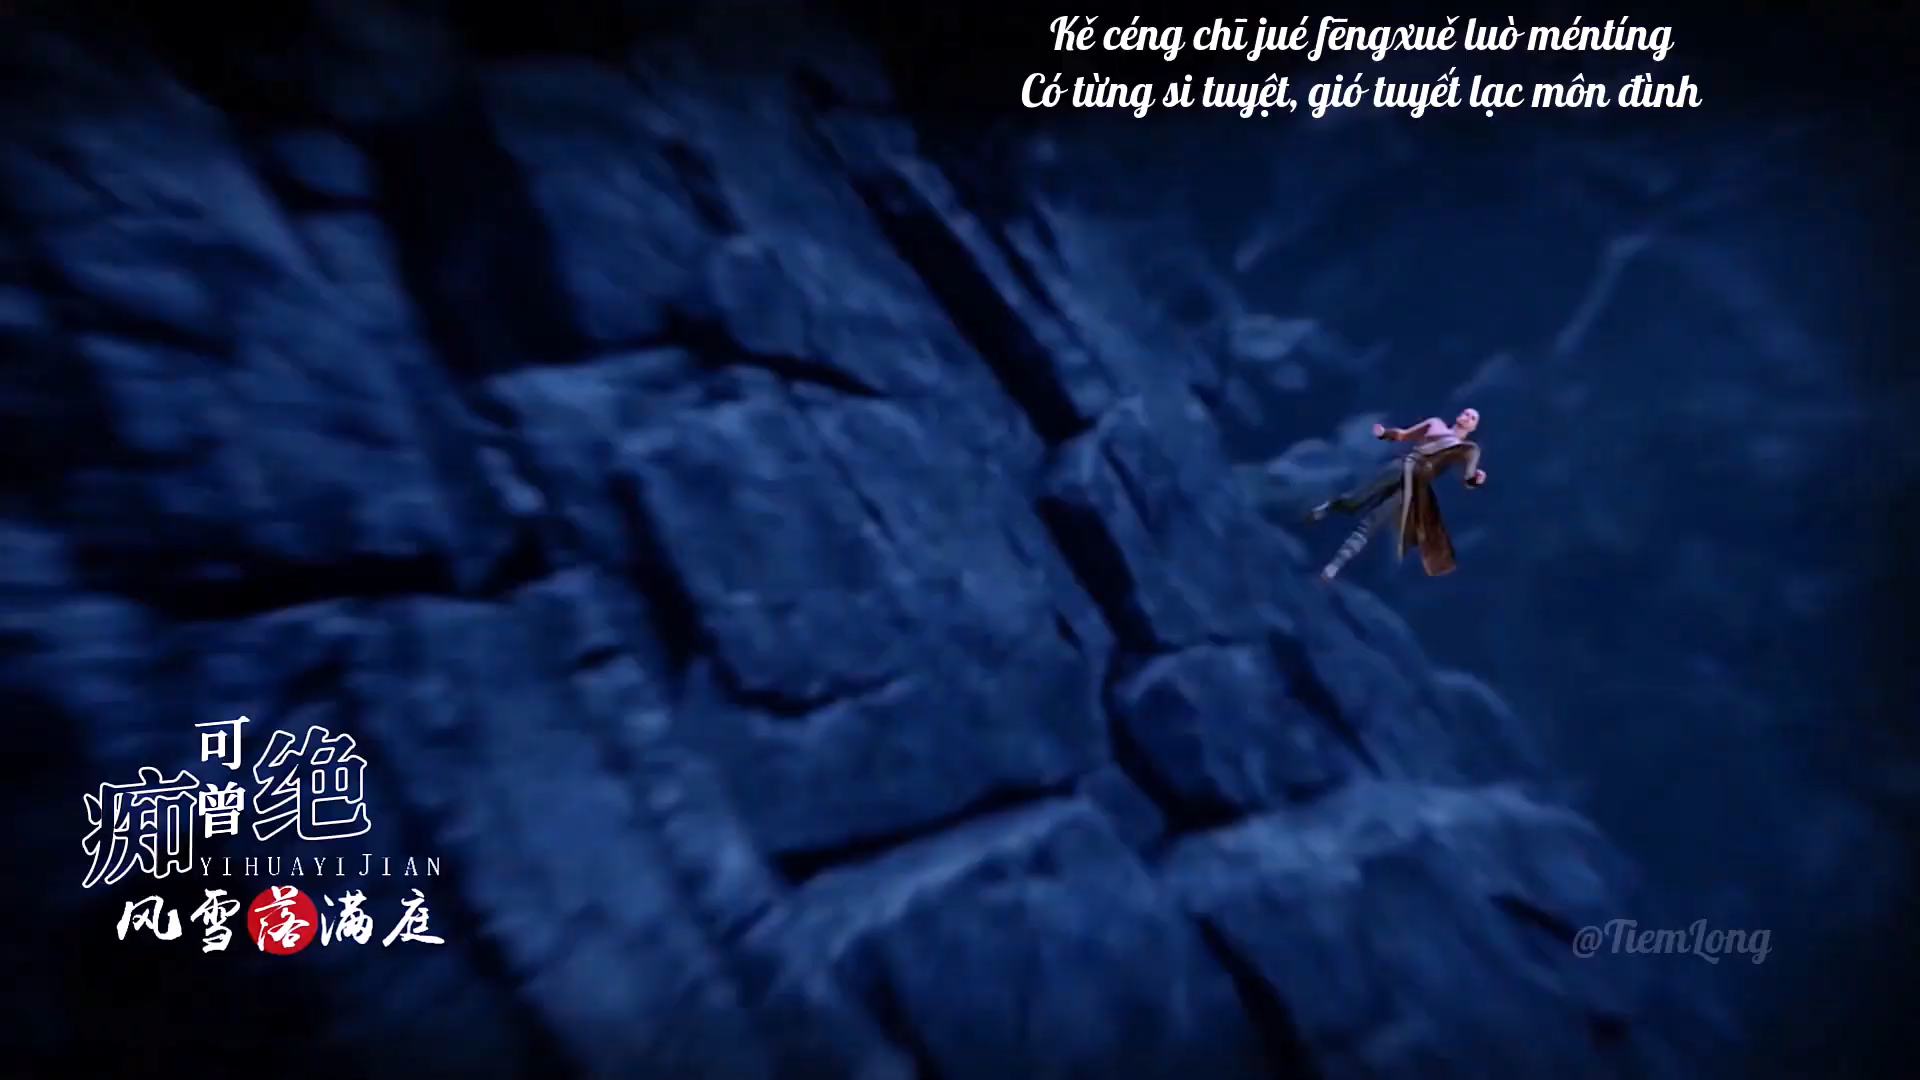 Kě céng chī jué fēngxuě luò méntíng
Có từng si tuyệt, gió tuyết lạc môn đình
可曾
痴绝
YIHUAYIJIAN
风雪落满庭
@TiemLong